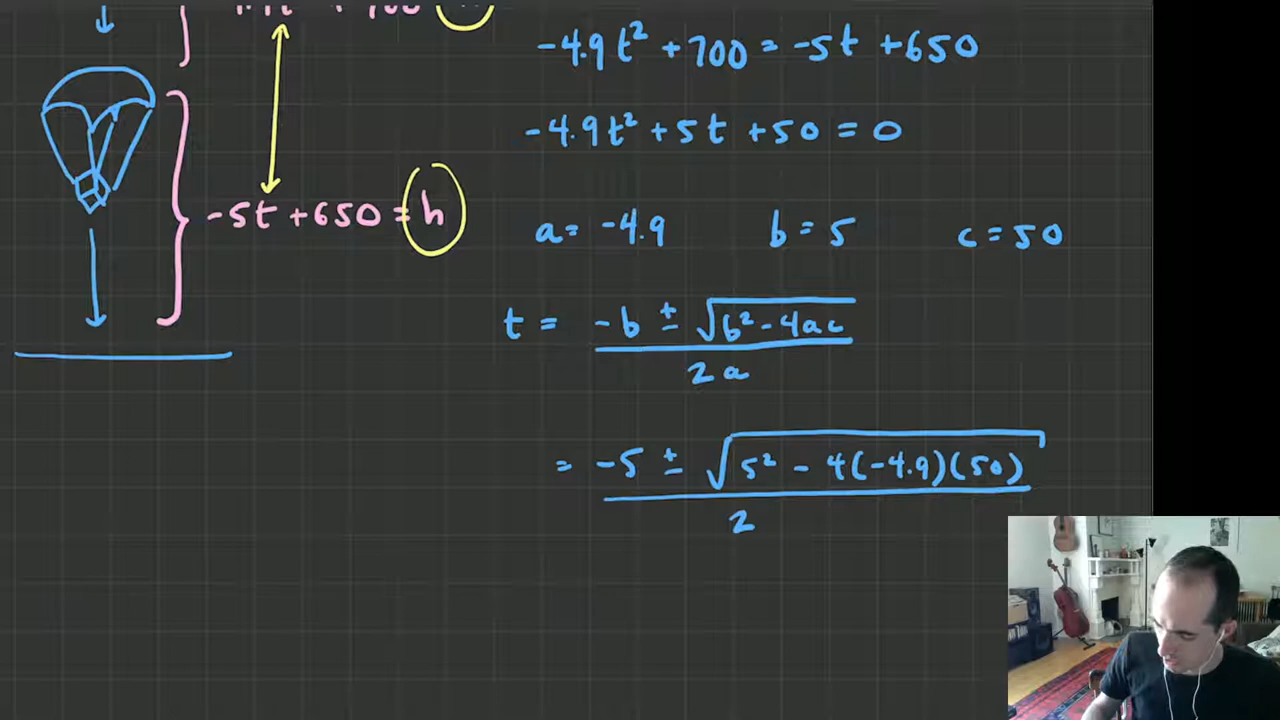 -4.9t² + 700 = -5t + 650
-4.9t² + 5t + 50 = 0
-5t + 650 = h
a = -4.9 b = 5 c = 50
t = -b ± √(b² - 4ac)
2a
= -5 ± √(5² - 4(-4.9)(50))
2